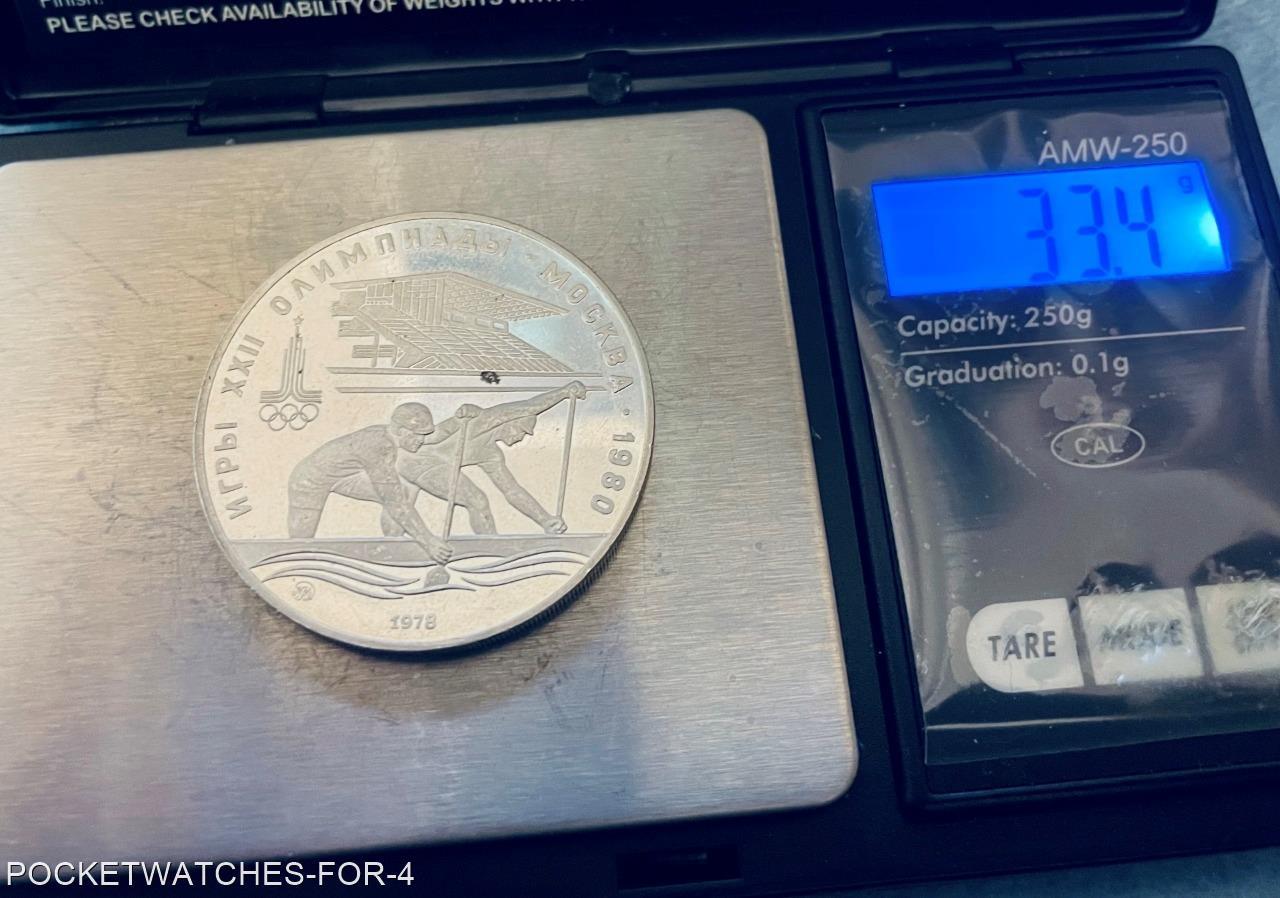 PLEASE CHECK AVAILABILITY OF WEIGHTS
AMW-250
33.4 g
Capacity: 250g
Graduation: 0.1g
CAL
TARE
ИГРЫ XXII ОЛИМПИАДЫ · МОСКВА · 1980
1978
POCKETWATCHES-FOR-4